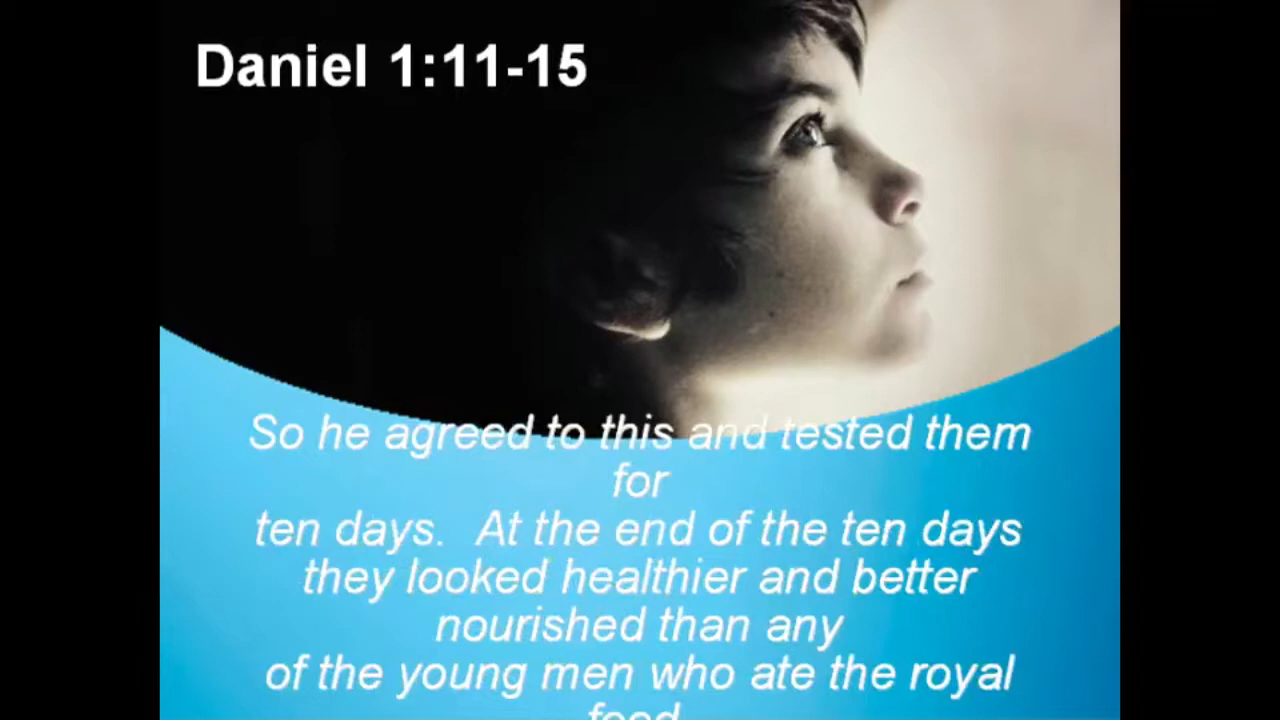 Daniel 1:11-15
So he agreed to this and tested them
for
ten days.  At the end of the ten days
they looked healthier and better
nourished than any
of the young men who ate the royal
food